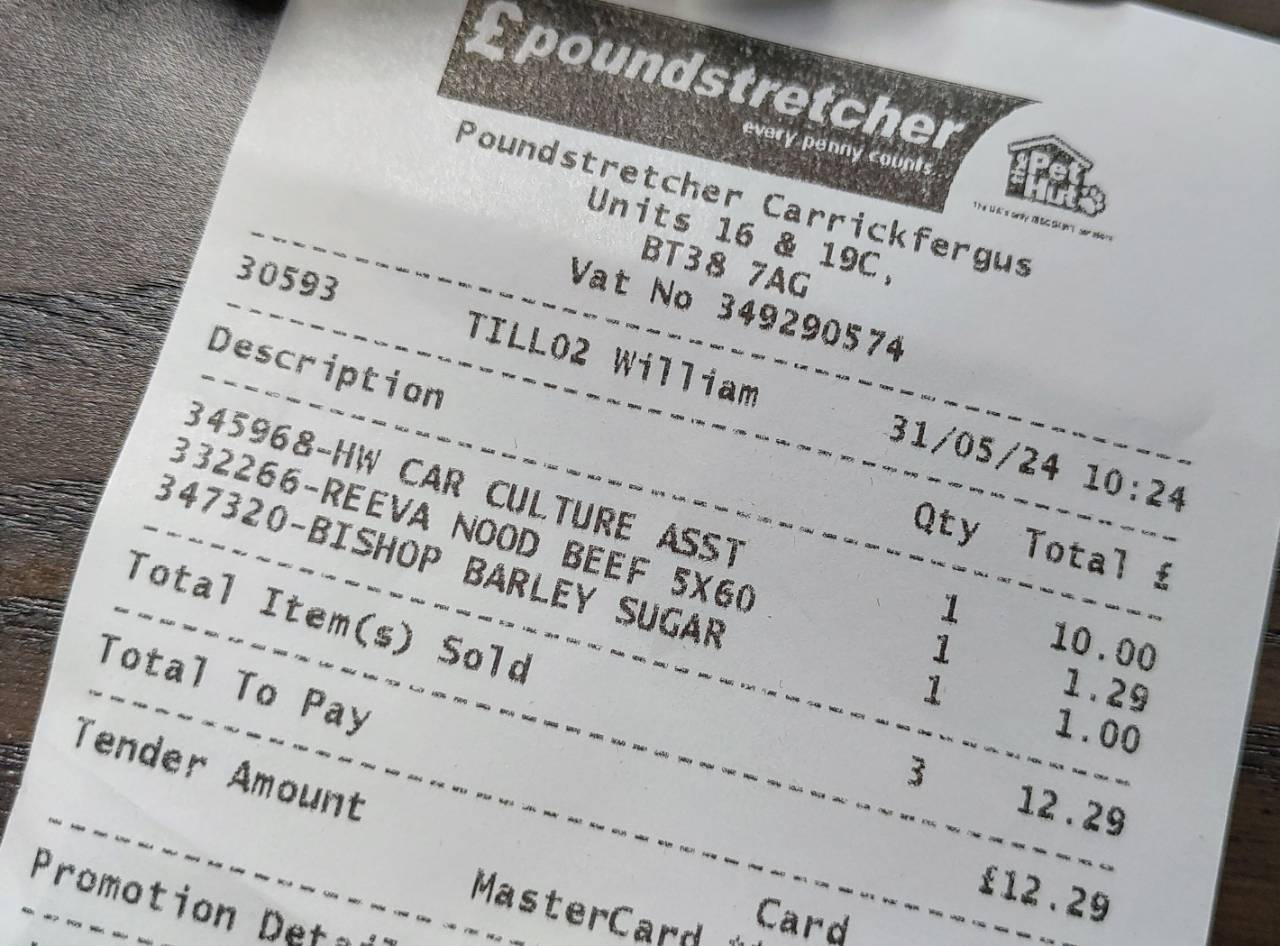 £poundstretcher
every penny counts...
Pet Hut
Poundstretcher Carrickfergus
Units 16 & 19C,
BT38 7AG
Vat No 349290574
30593 TILL02 William 31/05/24 10:24
Description Qty Total £
345968-HW CAR CULTURE ASST 1 10.00
332266-REEVA NOOD BEEF 5X60 1 1.29
347320-BISHOP BARLEY SUGAR 1 1.00
Total Item(s) Sold 3 12.29
Total To Pay £12.29
Tender Amount Card
MasterCard
Promotion